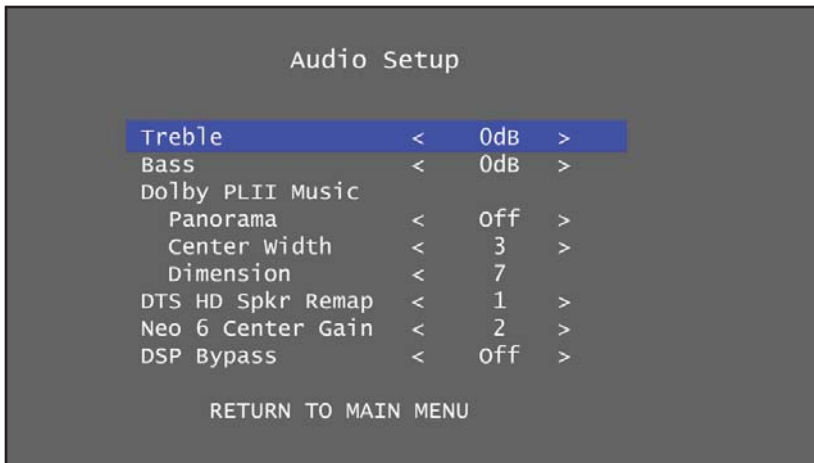 Audio Setup
Treble < 0dB >
Bass < 0dB >
Dolby PLII Music
Panorama < Off >
Center Width < 3 >
Dimension < 7
DTS HD Spkr Remap < 1 >
Neo 6 Center Gain < 2 >
DSP Bypass < Off >
RETURN TO MAIN MENU